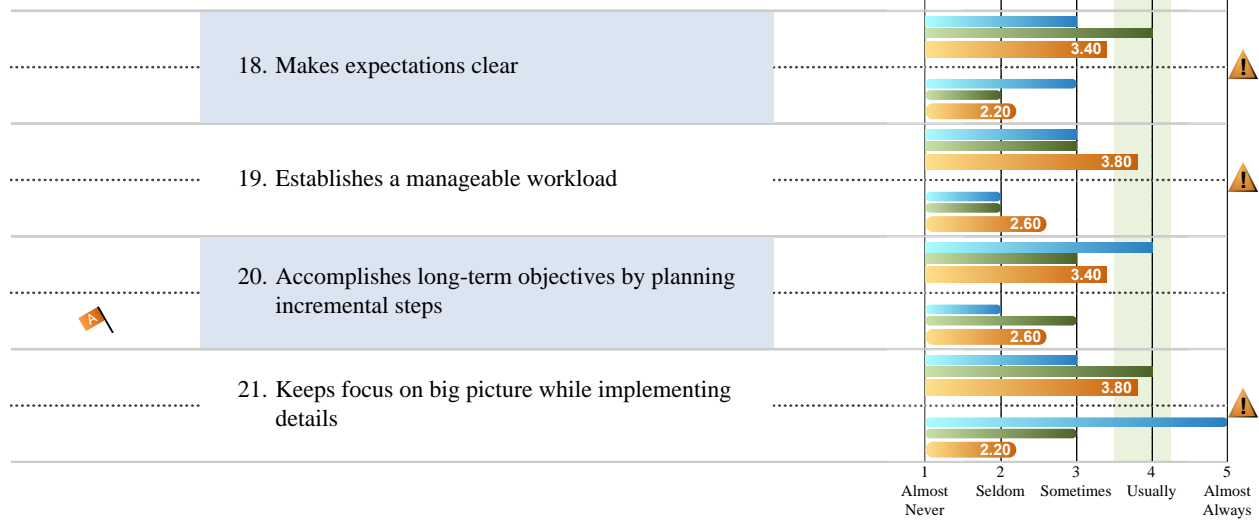 18. Makes expectations clear
3.40
2.20
19. Establishes a manageable workload
3.80
2.60
20. Accomplishes long-term objectives by planning
incremental steps
3.40
A
2.60
21. Keeps focus on big picture while implementing
details
3.80
2.20
1 2 3 4 5
Almost Seldom Sometimes Usually Almost
Never Always